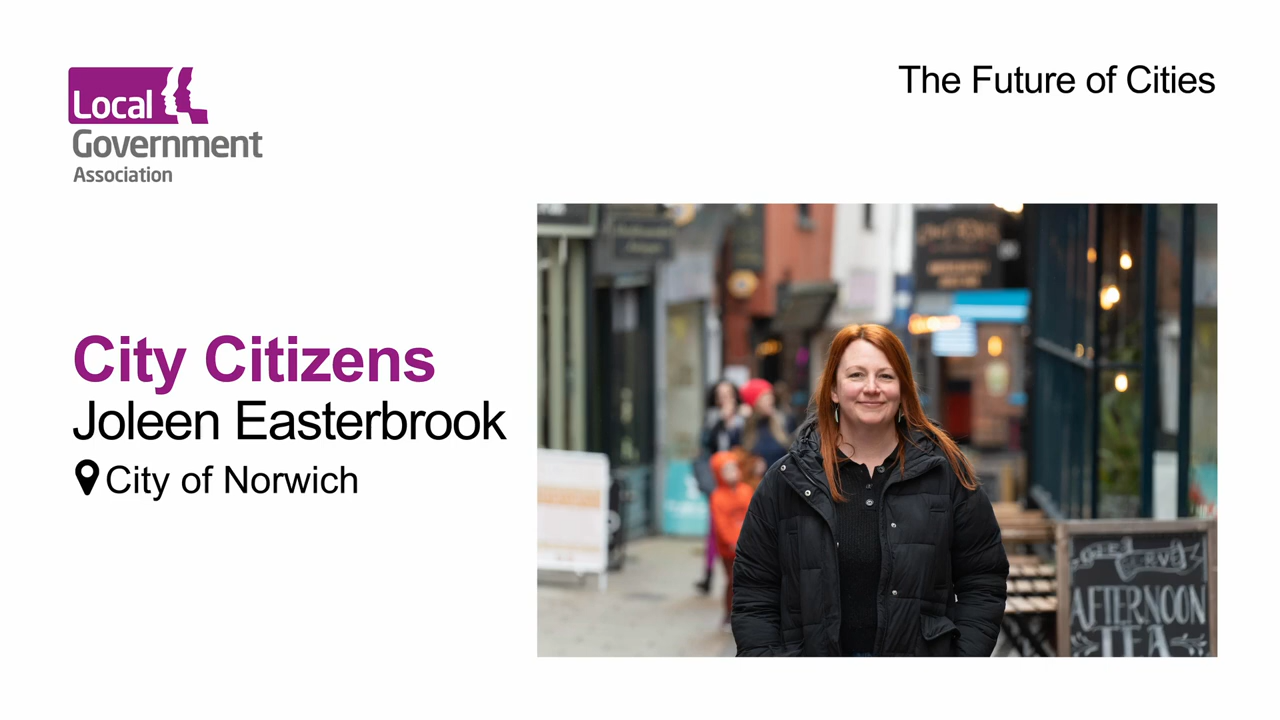 Local
Government
Association
The Future of Cities
City Citizens
Joleen Easterbrook
City of Norwich
AFTERNOON
TEA